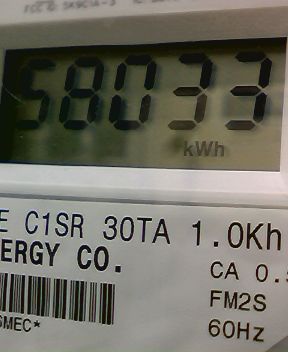 58033
kWh
E C1SR 30TA 1.0Kh
ERGY CO.
CA 0.5
FM2S
60Hz
SMEC*